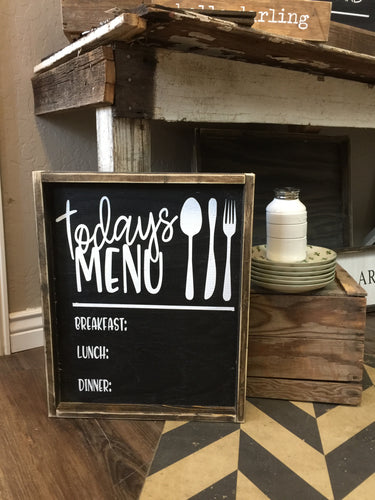 darling
todays
MENU
BREAKFAST:
LUNCH:
DINNER: